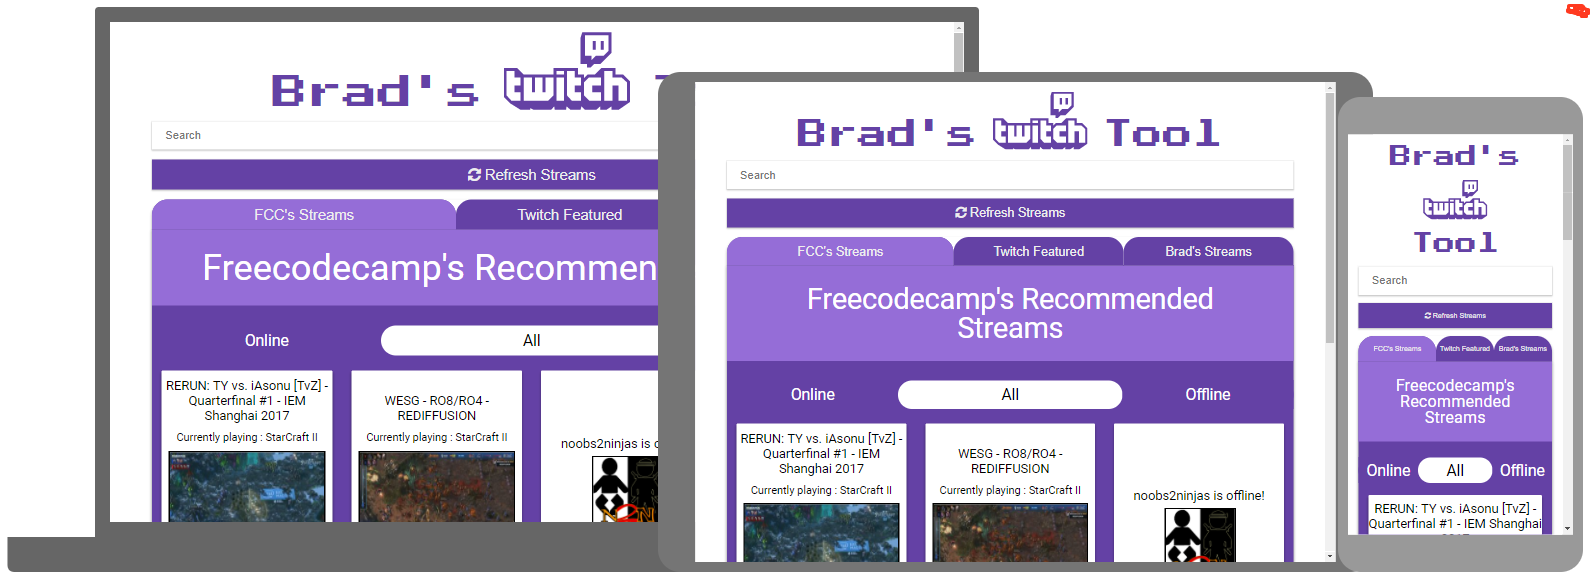 Brad's twitch T
Search
Refresh Streams
FCC's Streams Twitch Featured
Freecodecamp's Recommen
Online All
RERUN: TY vs. iAsonu [TvZ] -
Quarterfinal #1 - IEM
Shanghai 2017
Currently playing : StarCraft II
WESG - RO8/RO4 -
REDIFFUSION
Currently playing : StarCraft II
noobs2ninjas is
Brad's twitch Tool
Search
Refresh Streams
FCC's Streams Twitch Featured Brad's Streams
Freecodecamp's Recommended
Streams
Online All Offline
RERUN: TY vs. iAsonu [TvZ] -
Quarterfinal #1 - IEM
Shanghai 2017
Currently playing : StarCraft II
WESG - RO8/RO4 -
REDIFFUSION
Currently playing : StarCraft II
noobs2ninjas is offline!
Brad's
twitch
Tool
Search
Refresh Streams
FCC's Streams Twitch Featured Brad's Streams
Freecodecamp's
Recommended
Streams
Online All Offline
RERUN: TY vs. iAsonu [TvZ] -
Quarterfinal #1 - IEM Shanghai